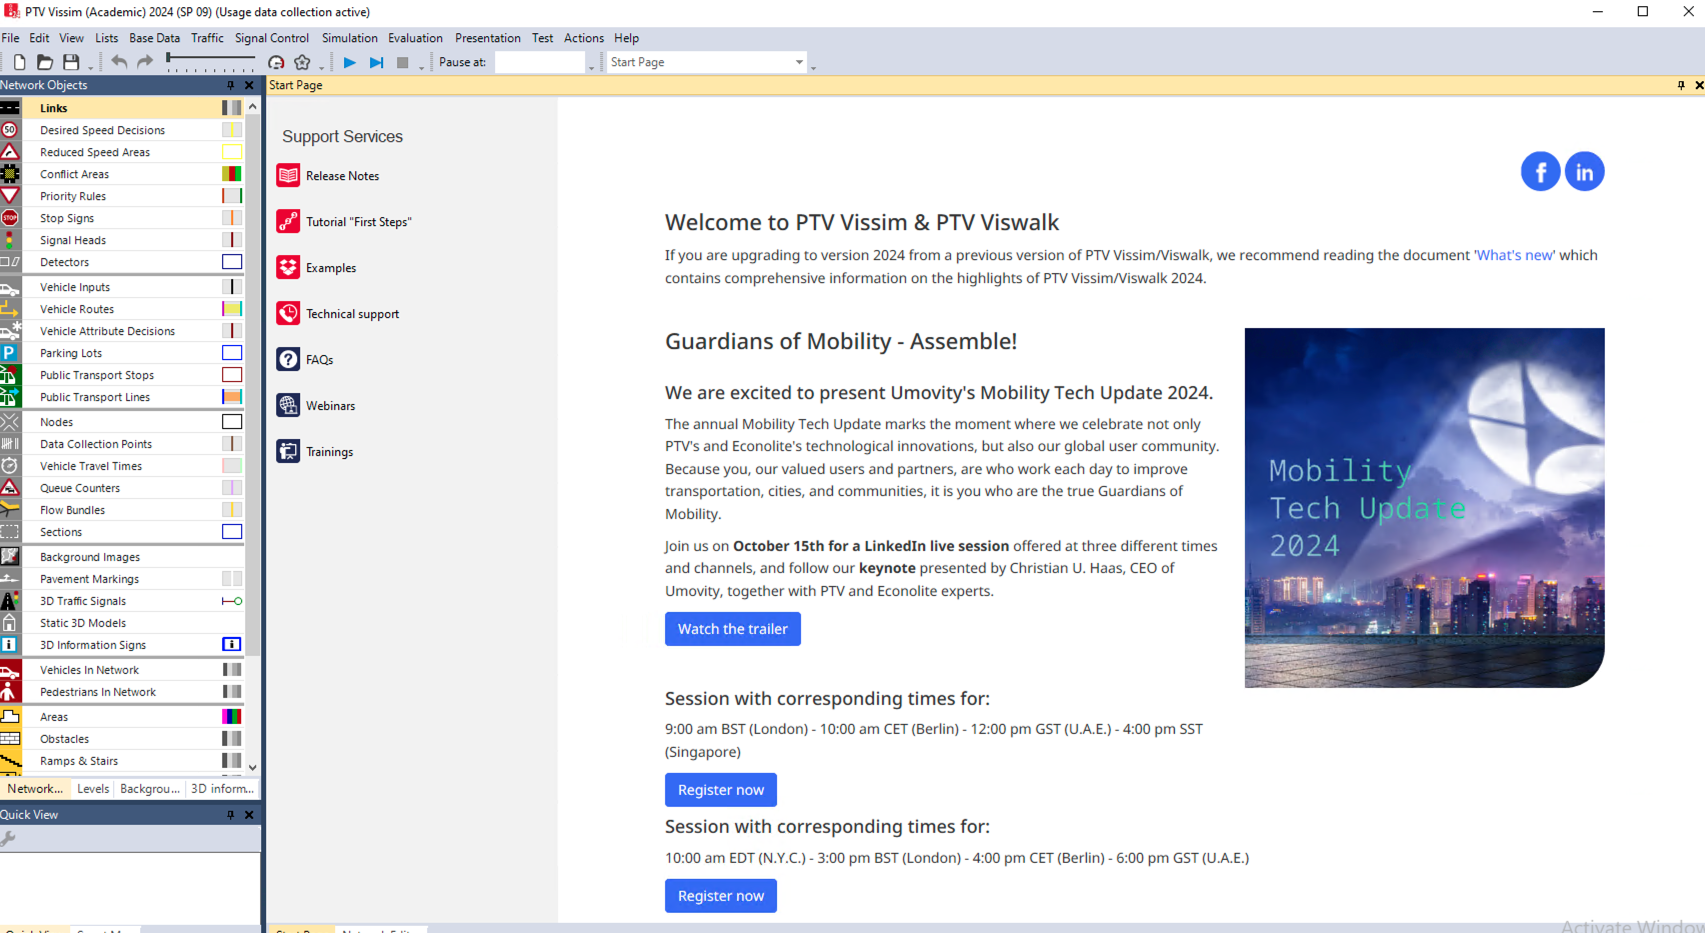 PTV Vissim (Academic) 2024 (SP 09) (Usage data collection active)
File Edit View Lists Base Data Traffic Signal Control Simulation Evaluation Presentation Test Actions Help
Pause at: Start Page
Network Objects
Links
50 Desired Speed Decisions
Reduced Speed Areas
Conflict Areas
Priority Rules
STOP Stop Signs
Signal Heads
Detectors
Vehicle Inputs
Vehicle Routes
Vehicle Attribute Decisions
P Parking Lots
Public Transport Stops
Public Transport Lines
Nodes
Data Collection Points
Vehicle Travel Times
Queue Counters
Flow Bundles
Sections
Background Images
Pavement Markings
3D Traffic Signals
Static 3D Models
i 3D Information Signs i
Vehicles In Network
Pedestrians In Network
Areas
Obstacles
Ramps & Stairs
Network... Levels Backgrou... 3D inform...
Quick View
Start Page
Support Services
Release Notes
Tutorial "First Steps"
Examples
Technical support
? FAQs
Webinars
Trainings
f in
Welcome to PTV Vissim & PTV Viswalk
If you are upgrading to version 2024 from a previous version of PTV Vissim/Viswalk, we recommend reading the document 'What's new' which
contains comprehensive information on the highlights of PTV Vissim/Viswalk 2024.
Guardians of Mobility - Assemble!
We are excited to present Umovity's Mobility Tech Update 2024.
The annual Mobility Tech Update marks the moment where we celebrate not only
PTV's and Econolite's technological innovations, but also our global user community.
Because you, our valued users and partners, are who work each day to improve
transportation, cities, and communities, it is you who are the true Guardians of
Mobility.
Join us on October 15th for a LinkedIn live session offered at three different times
and channels, and follow our keynote presented by Christian U. Haas, CEO of
Umovity, together with PTV and Econolite experts.
Watch the trailer
Mobility
Tech Update
2024
Session with corresponding times for:
9:00 am BST (London) - 10:00 am CET (Berlin) - 12:00 pm GST (U.A.E.) - 4:00 pm SST
(Singapore)
Register now
Session with corresponding times for:
10:00 am EDT (N.Y.C.) - 3:00 pm BST (London) - 4:00 pm CET (Berlin) - 6:00 pm GST (U.A.E.)
Register now